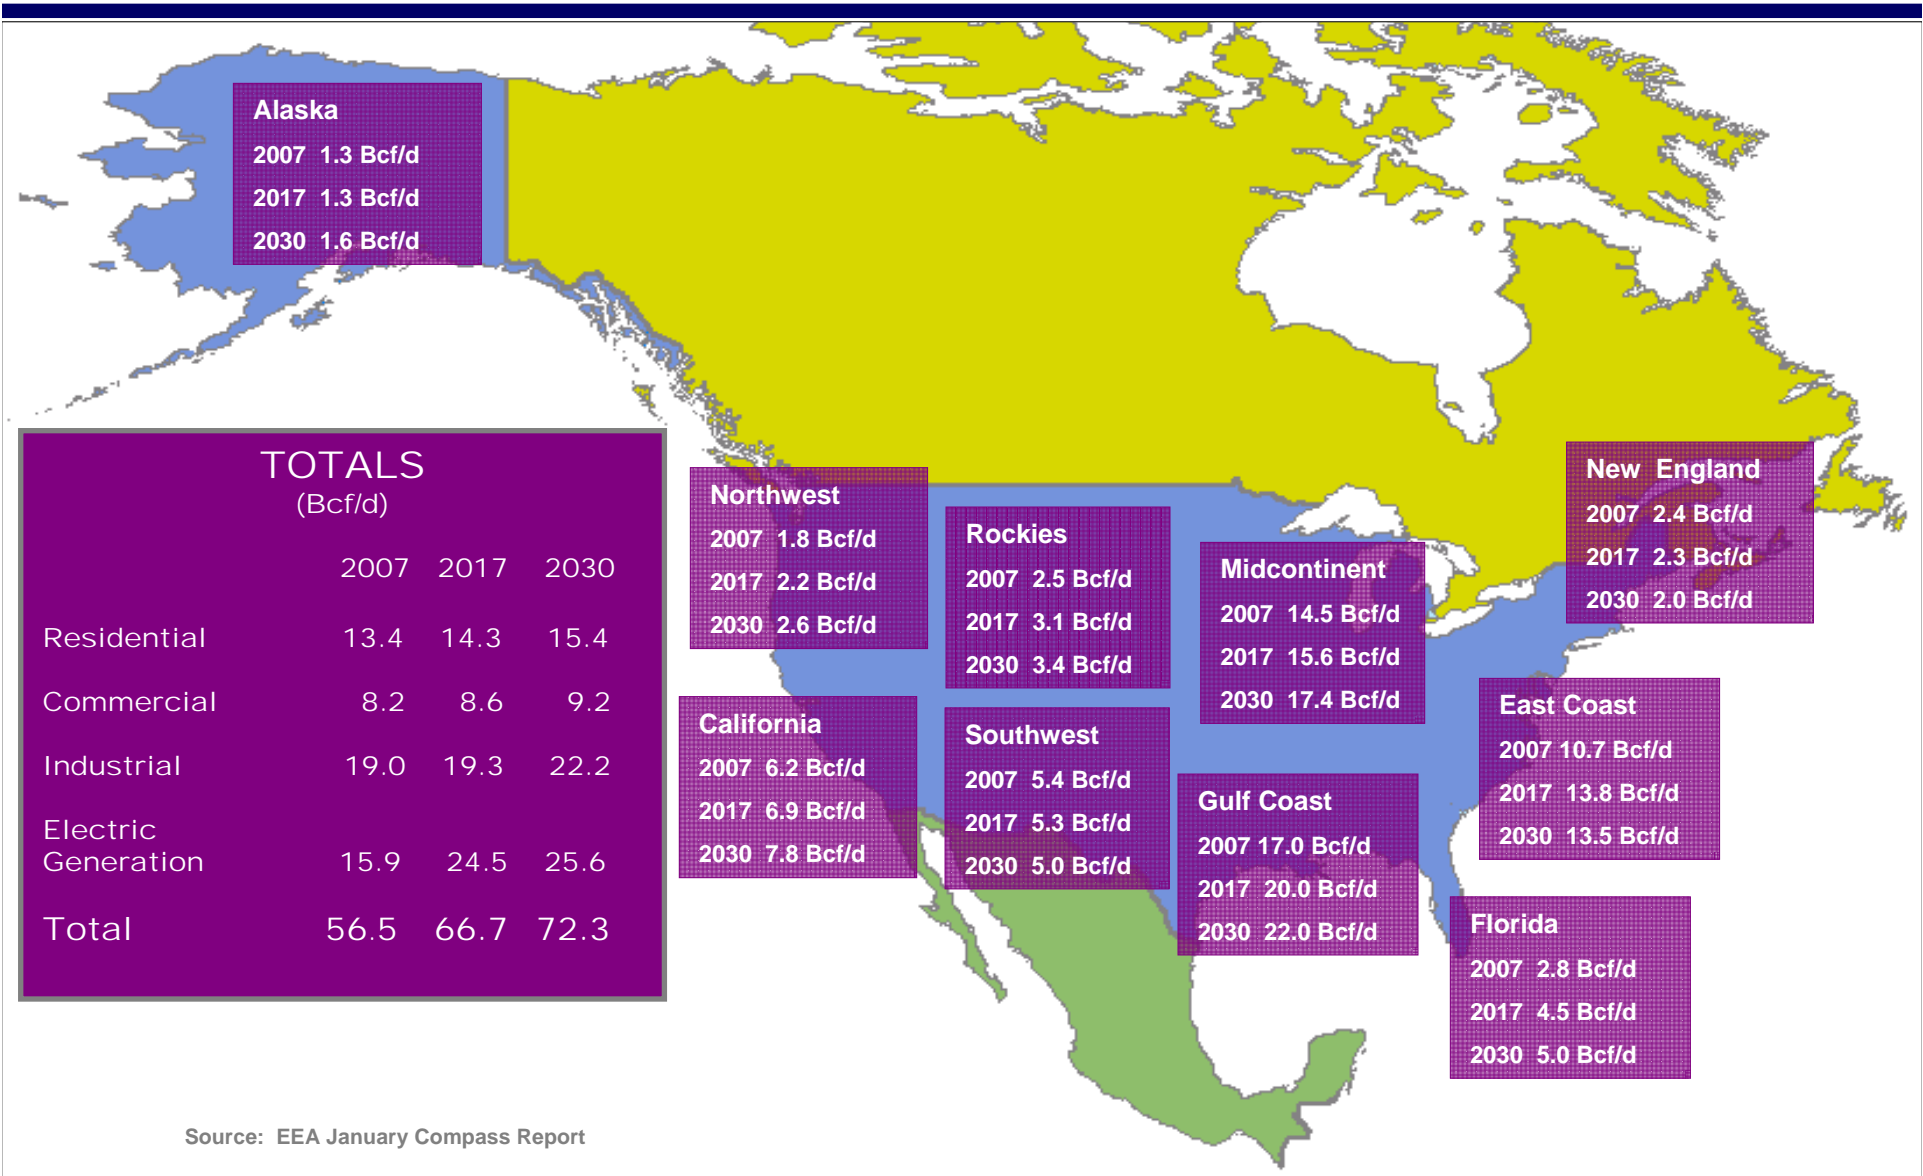 Alaska
2007 1.3 Bcf/d
2017 1.3 Bcf/d
2030 1.6 Bcf/d
TOTALS
(Bcf/d)
2007 2017 2030
Residential 13.4 14.3 15.4
Commercial 8.2 8.6 9.2
Industrial 19.0 19.3 22.2
Electric
Generation 15.9 24.5 25.6
Total 56.5 66.7 72.3
Northwest
2007 1.8 Bcf/d
2017 2.2 Bcf/d
2030 2.6 Bcf/d
Rockies
2007 2.5 Bcf/d
2017 3.1 Bcf/d
2030 3.4 Bcf/d
Midcontinent
2007 14.5 Bcf/d
2017 15.6 Bcf/d
2030 17.4 Bcf/d
New England
2007 2.4 Bcf/d
2017 2.3 Bcf/d
2030 2.0 Bcf/d
California
2007 6.2 Bcf/d
2017 6.9 Bcf/d
2030 7.8 Bcf/d
Southwest
2007 5.4 Bcf/d
2017 5.3 Bcf/d
2030 5.0 Bcf/d
Gulf Coast
2007 17.0 Bcf/d
2017 20.0 Bcf/d
2030 22.0 Bcf/d
East Coast
2007 10.7 Bcf/d
2017 13.8 Bcf/d
2030 13.5 Bcf/d
Florida
2007 2.8 Bcf/d
2017 4.5 Bcf/d
2030 5.0 Bcf/d
Source: EEA January Compass Report